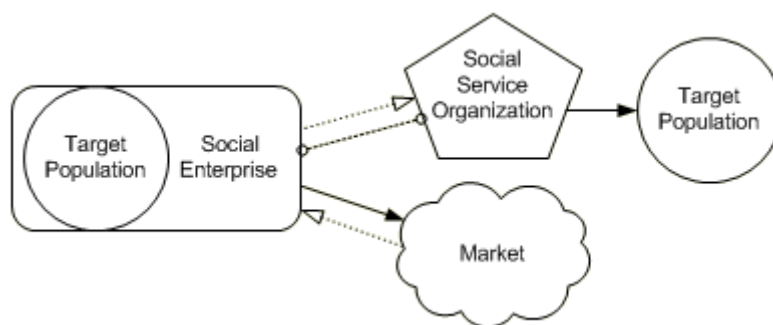 Target
Population
Social
Enterprise
Social
Service
Organization
Target
Population
Market